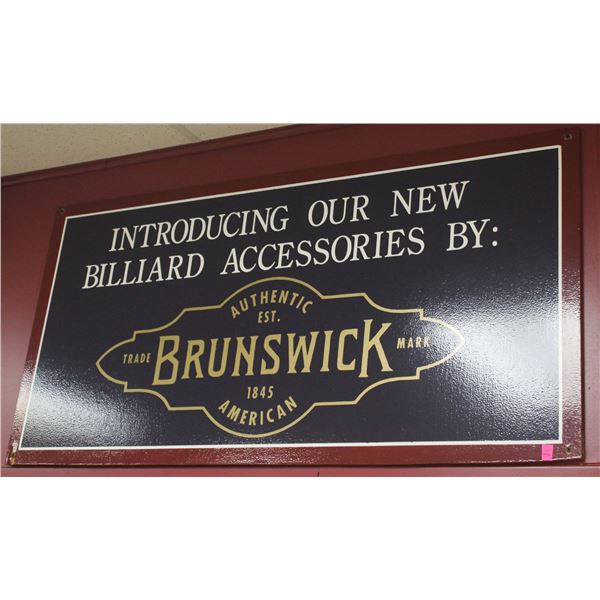 INTRODUCING OUR NEW
BILLIARD ACCESSORIES BY:
AUTHENTIC
EST.
TRADE BRUNSWICK MARK
1845
AMERICAN